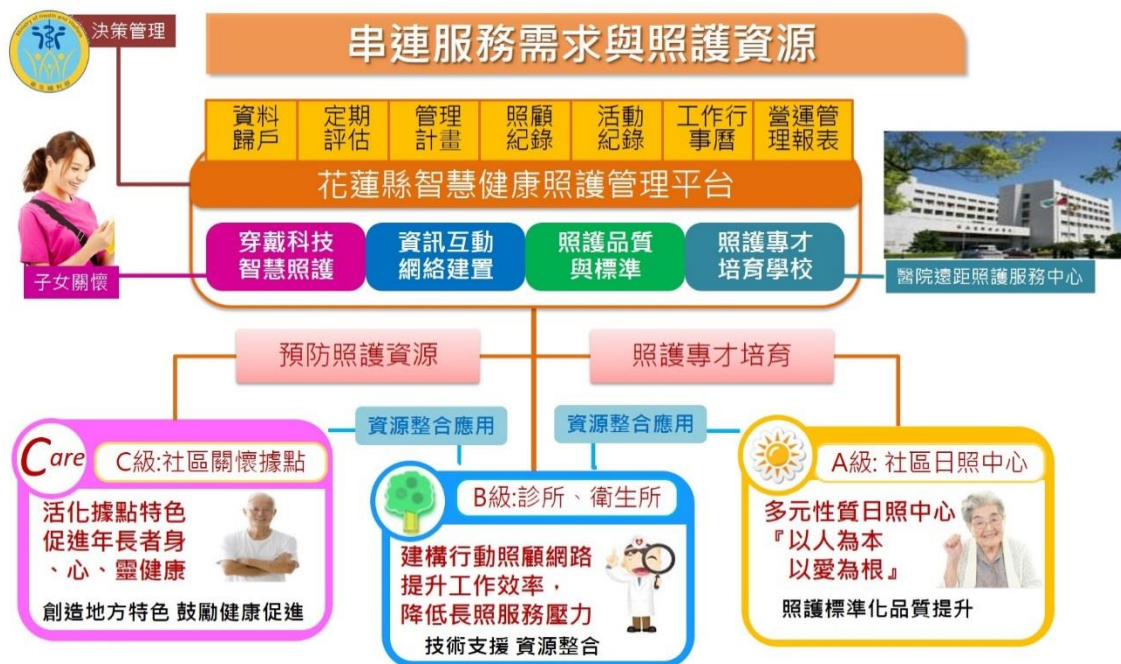 Ministry of Health and Welfare
衛生福利部
決策管理
串連服務需求與照護資源
資料
歸戶
定期
評估
管理
計畫
照顧
紀錄
活動
紀錄
工作行
事曆
營運管
理報表
花蓮縣智慧健康照護管理平台
穿戴科技
智慧照護
資訊互動
網絡建置
照護品質
與標準
照護專才
培育學校
子女關懷
醫院遠距照護服務中心
預防照護資源
照護專才培育
資源整合應用
資源整合應用
Care
C級:社區關懷據點
活化據點特色
促進年長者身
、心、靈健康
創造地方特色 鼓勵健康促進
B級:診所、衛生所
建構行動照顧網路
提升工作效率，
降低長照服務壓力
技術支援 資源整合
A級: 社區日照中心
多元性質日照中心
『以人為本
以愛為根』
照護標準化品質提升